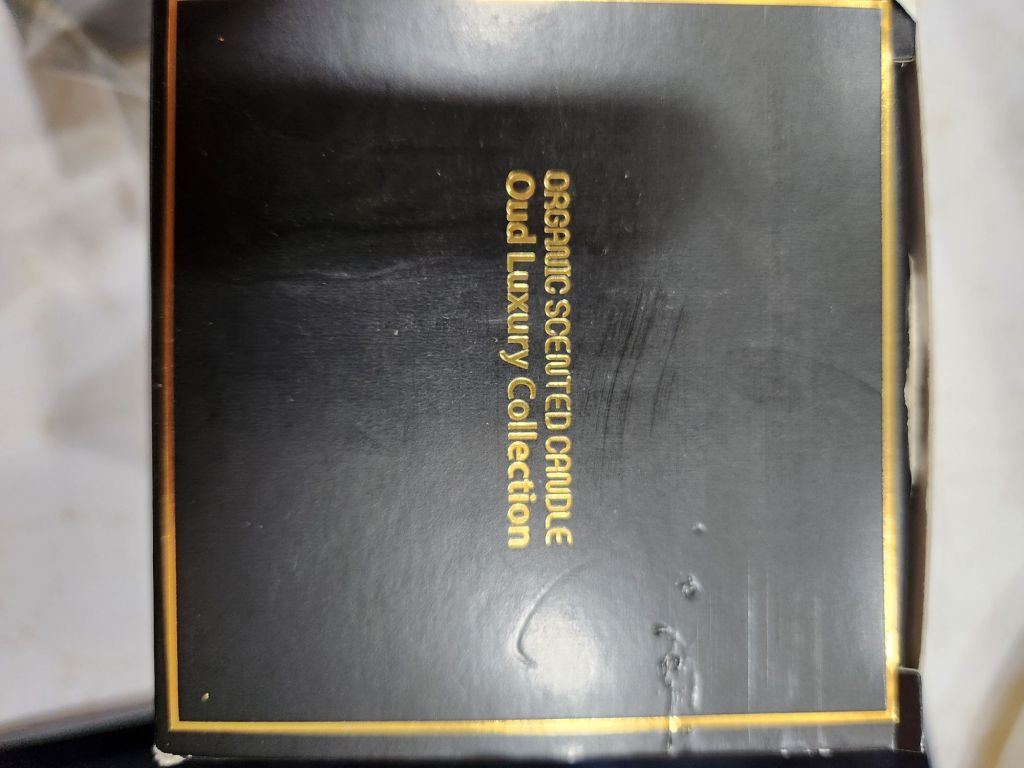 ORGANIC SCENTED CANDLE
Oud Luxury Collection